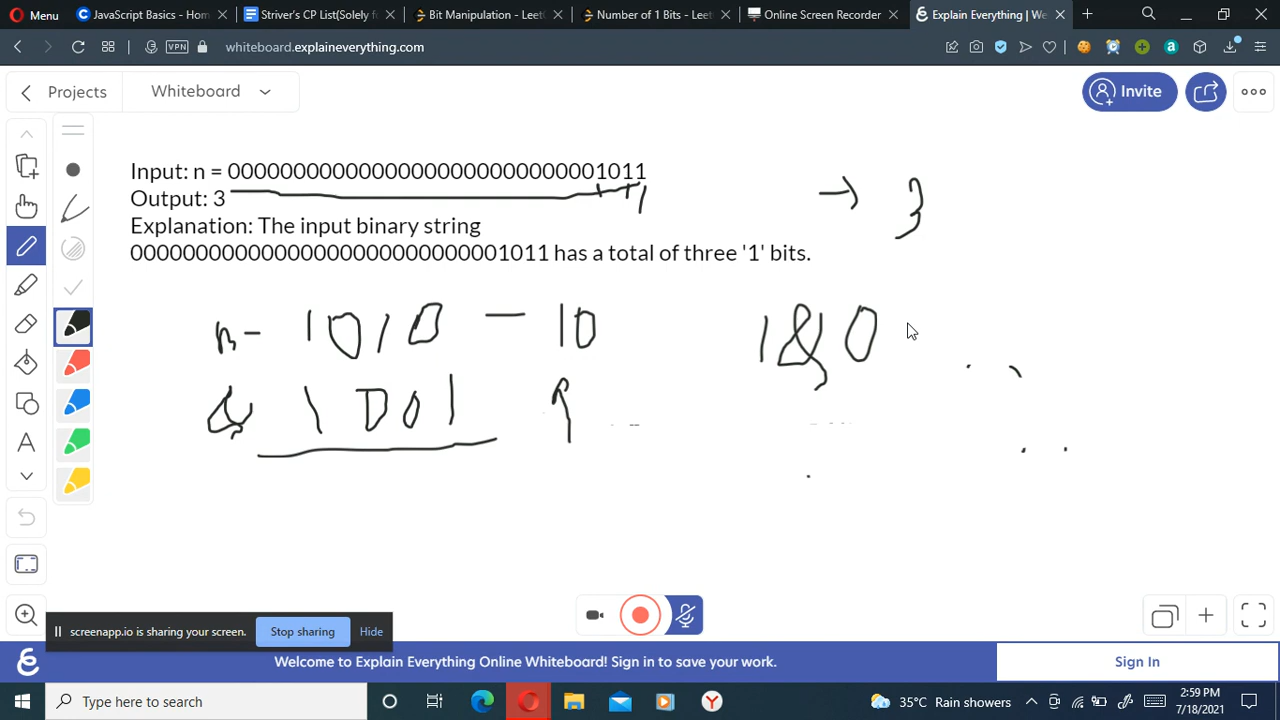 Menu
JavaScript Basics - Hom
Striver's CP List(Solely f
Bit Manipulation - LeetC
Number of 1 Bits - Leet
Online Screen Recorder
Explain Everything | We
VPN
whiteboard.explaineverything.com
Projects
Whiteboard
Invite
Input: n = 00000000000000000000000000001011
Output: 3
Explanation: The input binary string
00000000000000000000000000001011 has a total of three '1' bits.
→ 3
n - 1010 - 10
1 & 0
& 1001 9
A
screenapp.io is sharing your screen.
Stop sharing
Hide
Welcome to Explain Everything Online Whiteboard! Sign in to save your work.
Sign In
Type here to search
35°C Rain showers
2:59 PM
7/18/2021